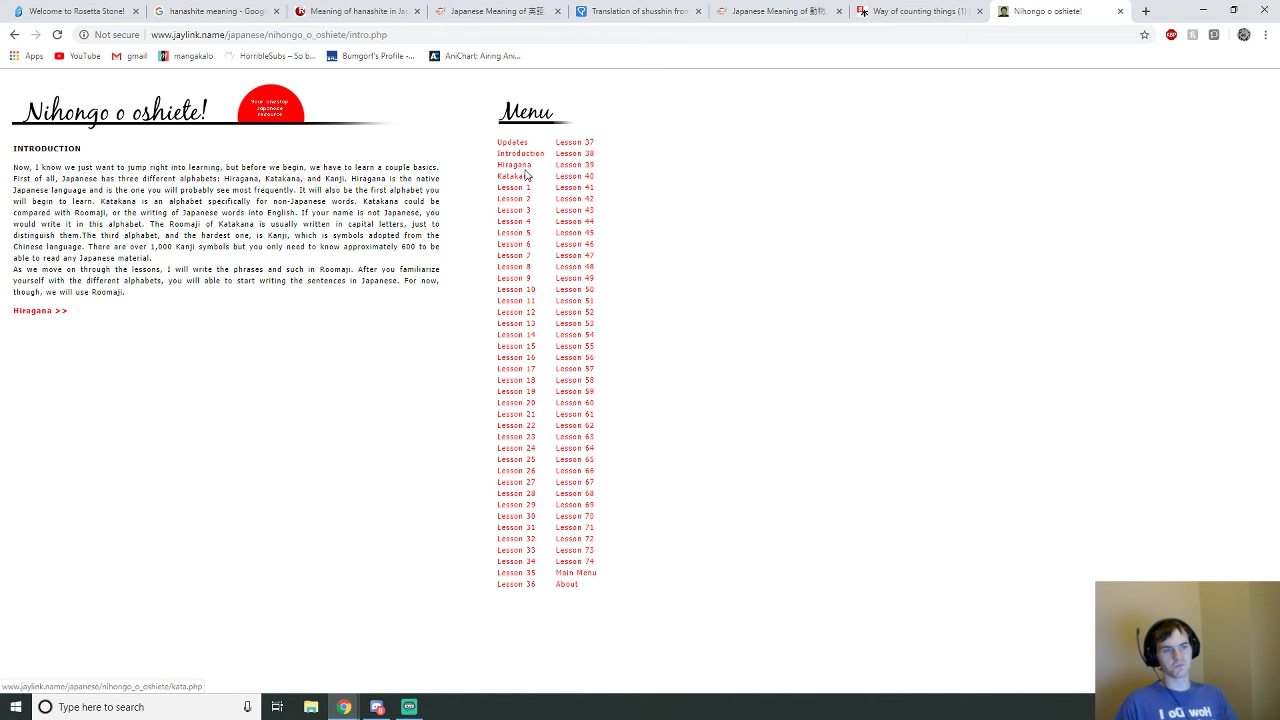 Welcome to Rosetta Stone!
hanashite meaning - Goog
Meaning of hanashite in Jap
Japanese Meaning of 英語
Translation of shusshin from
Japanese Meaning of 動物
Way of counting things (1)
Nihongo o oshiete!
Not secure
www.jaylink.name/japanese/nihongo_o_oshiete/intro.php
ABP
Apps
YouTube
gmail
mangakalo
HorribleSubs – So b...
Bumgorf's Profile -...
AniChart: Airing Ani...
Nihongo o oshiete!
Your onestop
Japanese
resource
INTRODUCTION
Now, I know we just want to jump right into learning, but before we begin, we have to learn a couple basics.
First of all, Japanese has three different alphabets: Hiragana, Katakana, and Kanji. Hiragana is the native
Japanese language and is the one you will probably see most frequently. It will also be the first alphabet you
will begin to learn. Katakana is an alphabet specifically for non-Japanese words. Katakana could be
compared with Roomaji, or the writing of Japanese words into English. If your name is not Japanese, you
would write it in this alphabet. The Roomaji of Katakana is usually written in capital letters, just to
distinguish them.The third alphabet, and the hardest one, is Kanji, which is symbols adopted from the
Chinese language. There are over 1,000 Kanji symbols but you only need to know approximately 600 to be
able to read any Japanese material.
As we move on through the lessons, I will write the phrases and such in Roomaji. After you familiarize
yourself with the different alphabets, you will able to start writing the sentences in Japanese. For now,
though, we will use Roomaji.
Hiragana >>
Menu
Updates
Introduction
Hiragana
Lesson 1
Lesson 2
Lesson 3
Lesson 4
Lesson 5
Lesson 6
Lesson 7
Lesson 8
Lesson 9
Lesson 10
Lesson 11
Lesson 12
Lesson 13
Lesson 14
Lesson 15
Lesson 16
Lesson 17
Lesson 18
Lesson 19
Lesson 20
Lesson 21
Lesson 22
Lesson 23
Lesson 24
Lesson 25
Lesson 26
Lesson 27
Lesson 28
Lesson 29
Lesson 30
Lesson 31
Lesson 32
Lesson 33
Lesson 34
Lesson 35
Lesson 36
Lesson 37
Lesson 38
Lesson 39
Lesson 40
Lesson 41
Lesson 42
Lesson 43
Lesson 44
Lesson 45
Lesson 46
Lesson 47
Lesson 48
Lesson 49
Lesson 50
Lesson 51
Lesson 52
Lesson 53
Lesson 54
Lesson 55
Lesson 56
Lesson 57
Lesson 58
Lesson 59
Lesson 60
Lesson 61
Lesson 62
Lesson 63
Lesson 64
Lesson 65
Lesson 66
Lesson 67
Lesson 68
Lesson 69
Lesson 70
Lesson 71
Lesson 72
Lesson 73
Lesson 74
Main Menu
About
www.jaylink.name/japanese/nihongo_o_oshiete/kata.php
Type here to search
8
How Do I